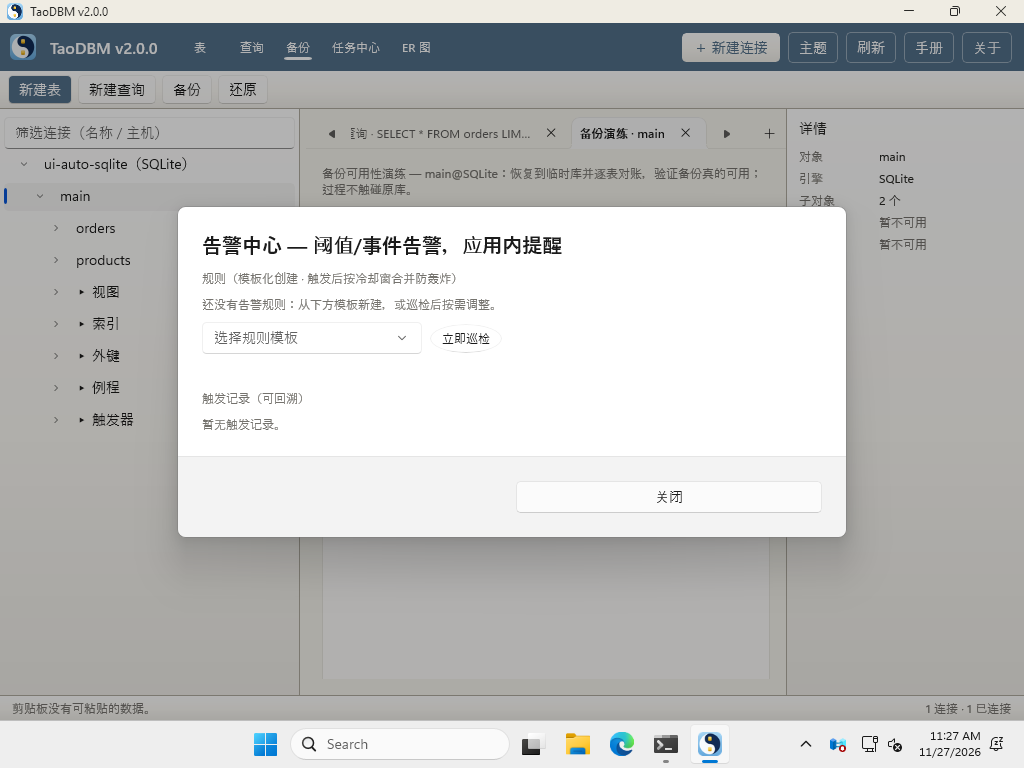 TaoDBM v2.0.0
TaoDBM v2.0.0
表
查询
备份
任务中心
ER 图
+ 新建连接
主题
刷新
手册
关于
新建表
新建查询
备份
还原
筛选连接（名称 / 主机）
ui-auto-sqlite（SQLite）
main
orders
products
视图
索引
外键
例程
触发器
询 · SELECT * FROM orders LIM...
备份演练 · main
备份可用性演练 — main@SQLite：恢复到临时库并逐表对账，验证备份真的可用；
过程不触碰原库。
详情
对象 main
引擎 SQLite
子对象 2 个
暂不可用
暂不可用
告警中心 — 阈值/事件告警，应用内提醒
规则（模板化创建 · 触发后按冷却窗合并防轰炸）
还没有告警规则：从下方模板新建，或巡检后按需调整。
选择规则模板
立即巡检
触发记录（可回溯）
暂无触发记录。
关闭
剪贴板没有可粘贴的数据。
1 连接 · 1 已连接
Search
11:27 AM
11/27/2026